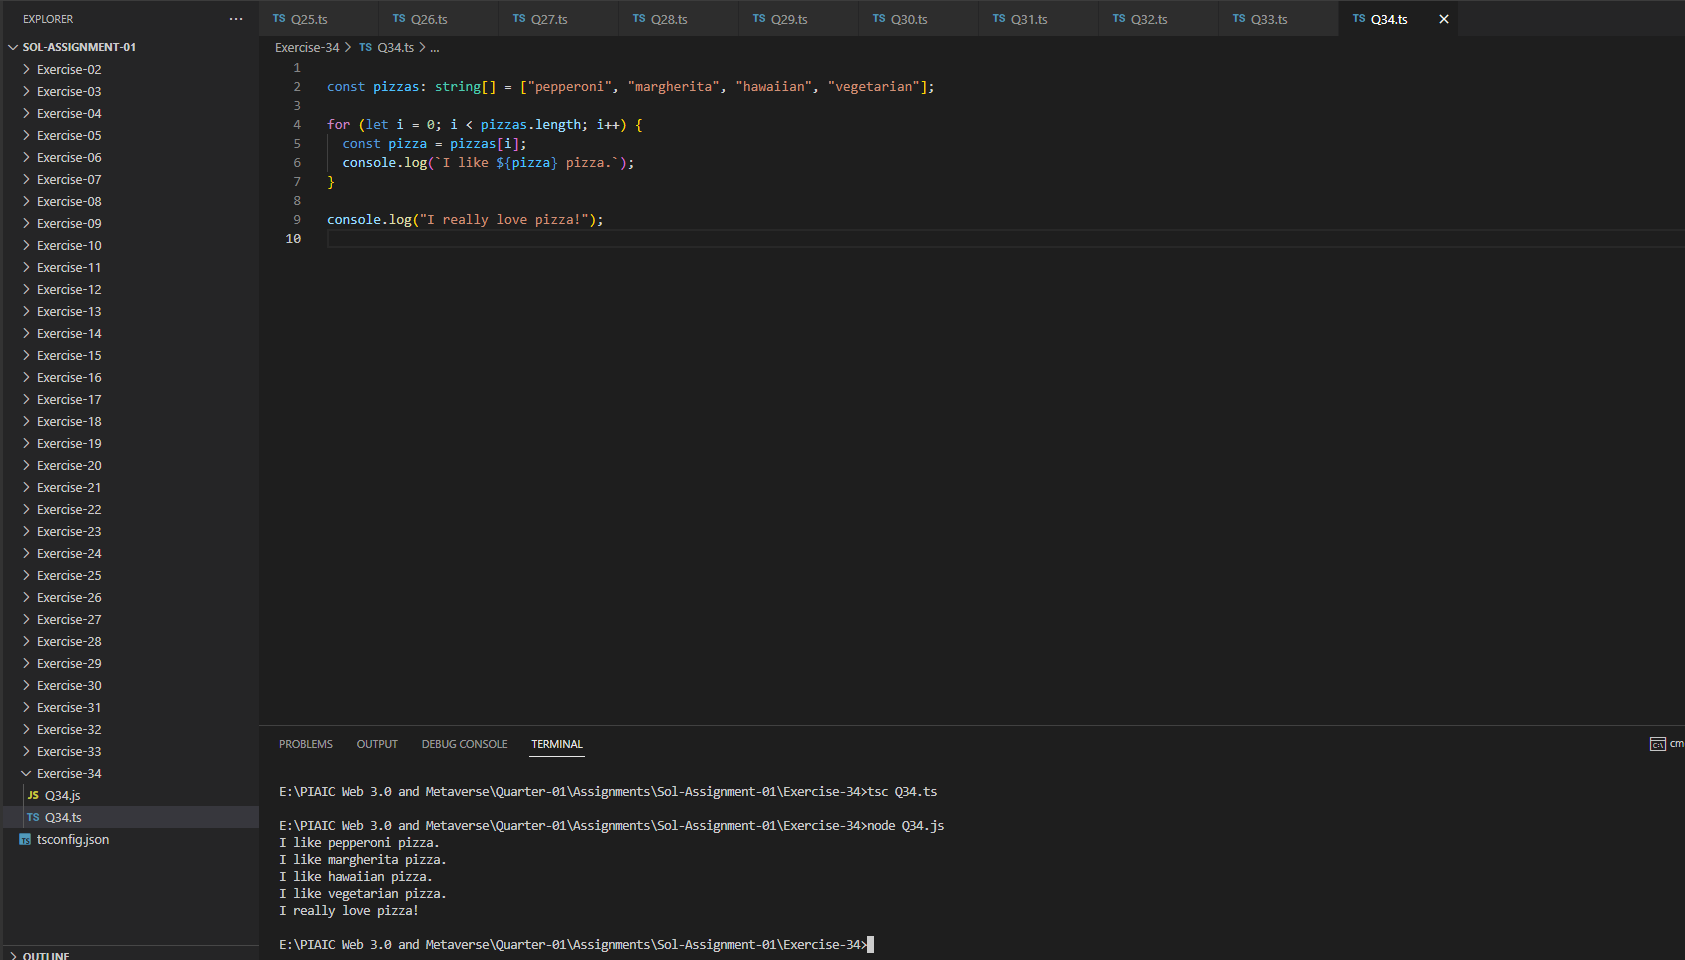 EXPLORER
···
SOL-ASSIGNMENT-01
Exercise-02
Exercise-03
Exercise-04
Exercise-05
Exercise-06
Exercise-07
Exercise-08
Exercise-09
Exercise-10
Exercise-11
Exercise-12
Exercise-13
Exercise-14
Exercise-15
Exercise-16
Exercise-17
Exercise-18
Exercise-19
Exercise-20
Exercise-21
Exercise-22
Exercise-23
Exercise-24
Exercise-25
Exercise-26
Exercise-27
Exercise-28
Exercise-29
Exercise-30
Exercise-31
Exercise-32
Exercise-33
Exercise-34
JS Q34.js
TS Q34.ts
TS tsconfig.json
OUTLINE
TS Q25.ts TS Q26.ts TS Q27.ts TS Q28.ts TS Q29.ts TS Q30.ts TS Q31.ts TS Q32.ts TS Q33.ts TS Q34.ts
Exercise-34 > TS Q34.ts > ...
1
2 const pizzas: string[] = ["pepperoni", "margherita", "hawaiian", "vegetarian"];
3
4 for (let i = 0; i < pizzas.length; i++) {
5 const pizza = pizzas[i];
6 console.log(`I like ${pizza} pizza.`);
7 }
8
9 console.log("I really love pizza!");
10
PROBLEMS OUTPUT DEBUG CONSOLE TERMINAL cm
E:\PIAIC Web 3.0 and Metaverse\Quarter-01\Assignments\Sol-Assignment-01\Exercise-34>tsc Q34.ts
E:\PIAIC Web 3.0 and Metaverse\Quarter-01\Assignments\Sol-Assignment-01\Exercise-34>node Q34.js
I like pepperoni pizza.
I like margherita pizza.
I like hawaiian pizza.
I like vegetarian pizza.
I really love pizza!
E:\PIAIC Web 3.0 and Metaverse\Quarter-01\Assignments\Sol-Assignment-01\Exercise-34>